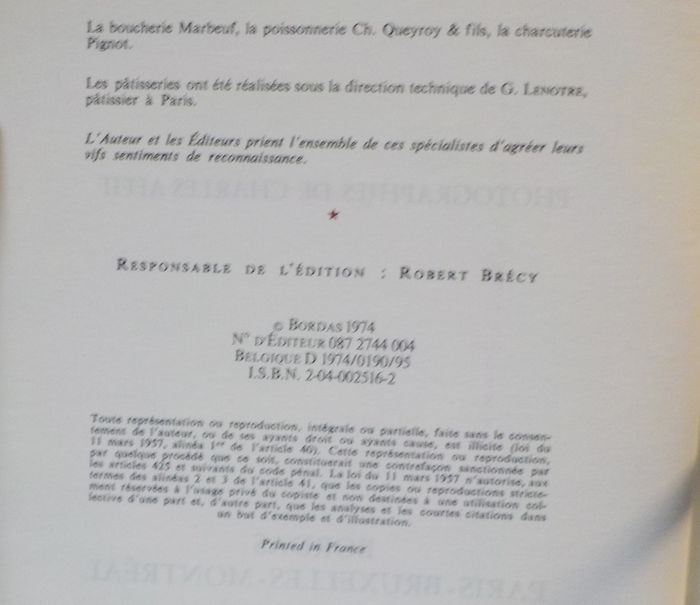 La boucherie Marbeuf, la poissonnerie Ch. Queyroy & fils, la charcuterie
Pignot.
Les pâtisseries ont été réalisées sous la direction technique de G. LENOTRE,
pâtissier à Paris.
L'Auteur et les Éditeurs prient l'ensemble de ces spécialistes d'agréer leurs
vifs sentiments de reconnaissance.
PHOTOGRAPHIES DE CHARLES AFFIF
RESPONSABLE DE L'ÉDITION : ROBERT BRÉCY
© BORDAS 1974
N° D'ÉDITEUR 087 2744 004
BELGIQUE D 1974/0190/95
I.S.B.N. 2-04-002516-2
Toute représentation ou reproduction, intégrale ou partielle, faite sans le consen-
tement de l'auteur, ou de ses ayants droit ou ayants cause, est illicite (loi du
11 mars 1957, alinéa 1er de l'article 40). Cette représentation ou reproduction,
par quelque procédé que ce soit, constituerait une contrefaçon sanctionnée par
les articles 425 et suivants du code pénal. La loi du 11 mars 1957 n'autorise, aux
termes des alinéas 2 et 3 de l'article 41, que les copies ou reproductions stricte-
ment réservées à l'usage privé du copiste et non destinées à une utilisation col-
lective d'une part et, d'autre part, que les analyses et les courtes citations dans
un but d'exemple et d'illustration.
Printed in France
PARIS-BRUXELLES-MONTRÉAL